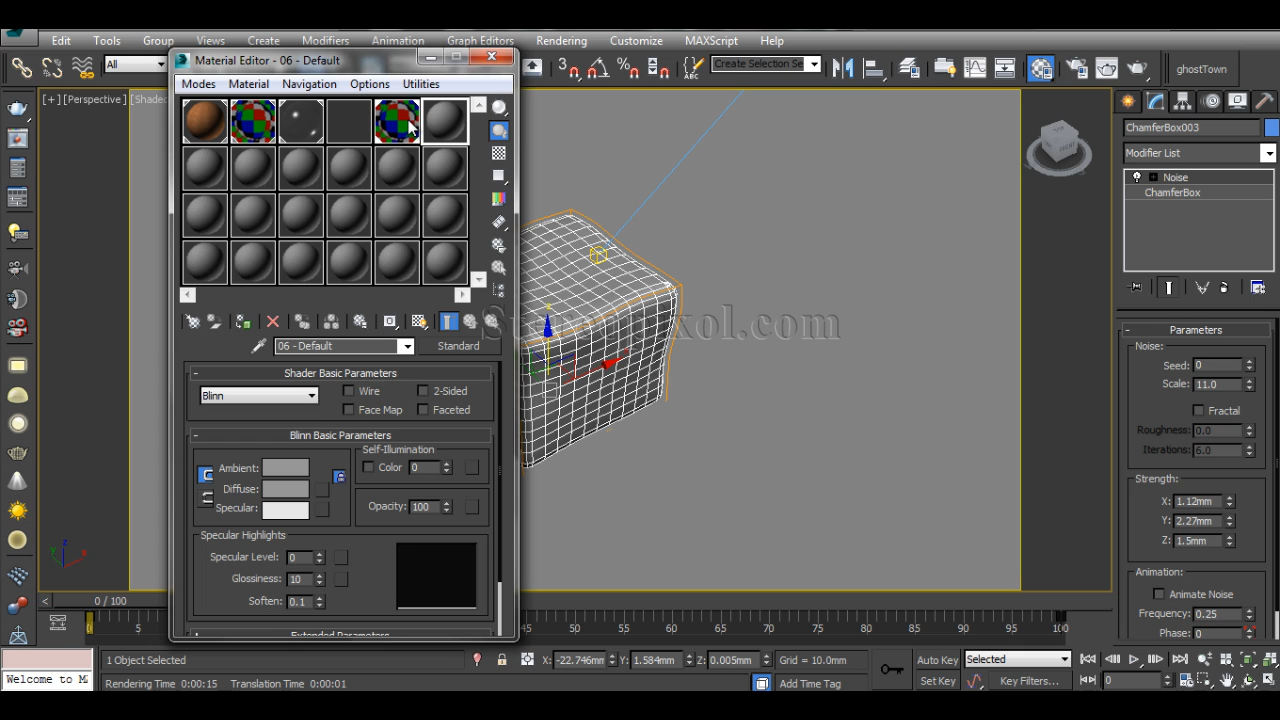 Edit Tools Group Views Create Modifiers Animation Graph Editors Rendering Customize MAXScript Help
Material Editor - 06 - Default
All
Create Selection Se
ghostTown
Modes Material Navigation Options Utilities
[+] [Perspective] [Shaded
FRONT
ChamferBox003
Modifier List
Noise
ChamferBox
06 - Default
Standard
Shader Basic Parameters
Blinn
Wire
2-Sided
Face Map
Faceted
Blinn Basic Parameters
Ambient:
Diffuse:
Specular:
Self-Illumination
Color 0
Opacity: 100
Specular Highlights
Specular Level: 0
Glossiness: 10
Soften: 0.1
Extended Parameters
Parameters
Noise:
Seed: 0
Scale: 11.0
Fractal
Roughness: 0.0
Iterations: 6.0
Strength:
X: 1.12mm
Y: 2.27mm
Z: 1.5mm
Animation:
Animate Noise
Frequency: 0.25
Phase: 0
0 / 100
5 45 50 55 60 65 70 75 80 85 90 95 100
1 Object Selected
X: -22.746mm Y: 1.584mm Z: 0.005mm Grid = 10.0mm
Auto Key Selected
Welcome to M
Rendering Time 0:00:15 Translation Time 0:00:01
Add Time Tag
Set Key Key Filters...
0